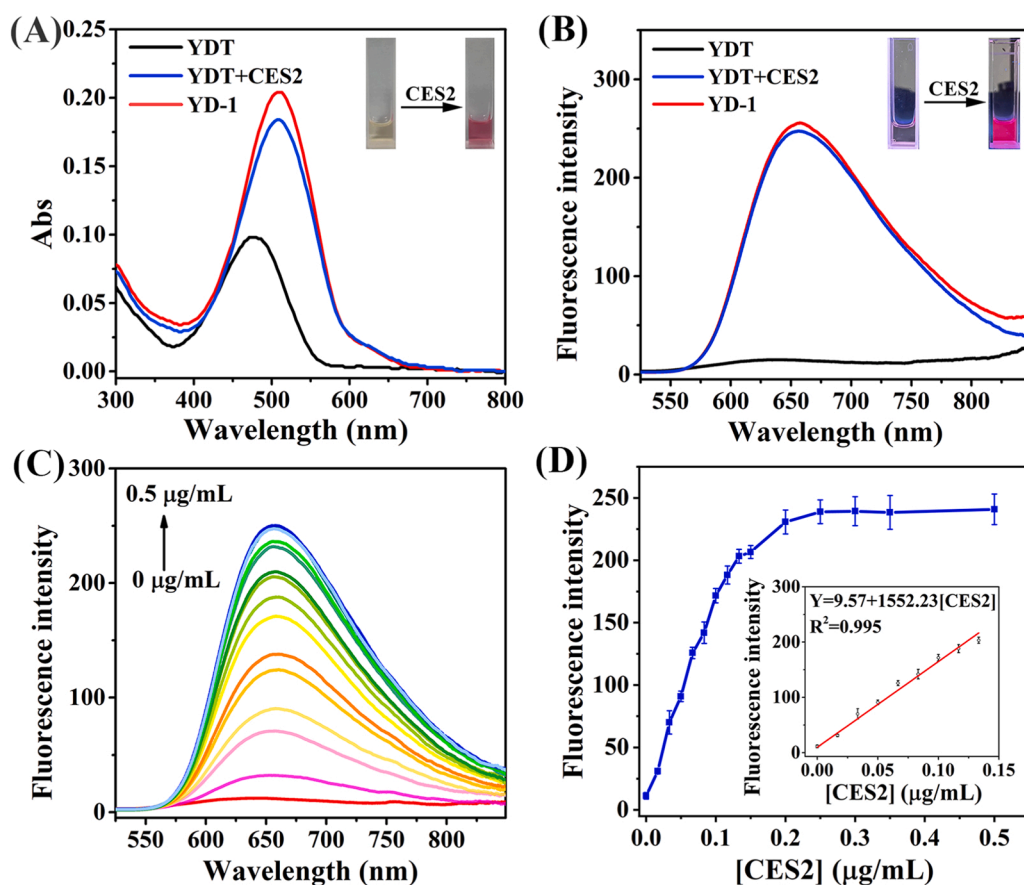 (A)
0.25
0.20
0.15
0.10
0.05
0.00
Abs
YDT
YDT+CES2
YD-1
CES2
300 400 500 600 700 800
Wavelength (nm)
(B)
300
200
100
0
Fluorescence intensity
YDT
YDT+CES2
YD-1
CES2
550 600 650 700 750 800
Wavelength (nm)
(C)
300
200
100
0
Fluorescence intensity
0.5 μg/mL
0 μg/mL
550 600 650 700 750 800
Wavelength (nm)
(D)
250
200
150
100
50
0
Fluorescence intensity
0.0 0.1 0.2 0.3 0.4 0.5
[CES2] (μg/mL)
300
200
100
0
Fluorescence intensity
Y=9.57+1552.23[CES2]
R²=0.995
0.00 0.05 0.10 0.15
[CES2] (μg/mL)